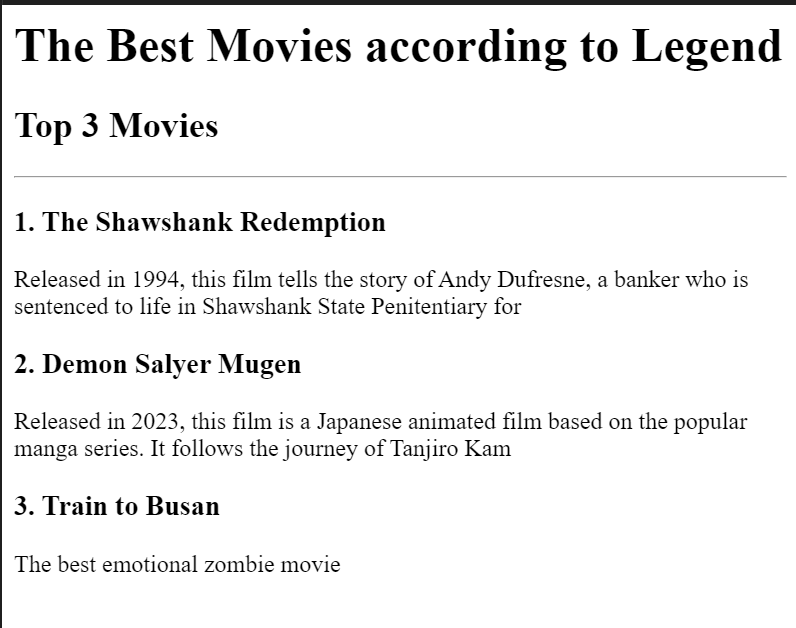 The Best Movies according to Legend
Top 3 Movies
1. The Shawshank Redemption
Released in 1994, this film tells the story of Andy Dufresne, a banker who is
sentenced to life in Shawshank State Penitentiary for
2. Demon Salyer Mugen
Released in 2023, this film is a Japanese animated film based on the popular
manga series. It follows the journey of Tanjiro Kam
3. Train to Busan
The best emotional zombie movie